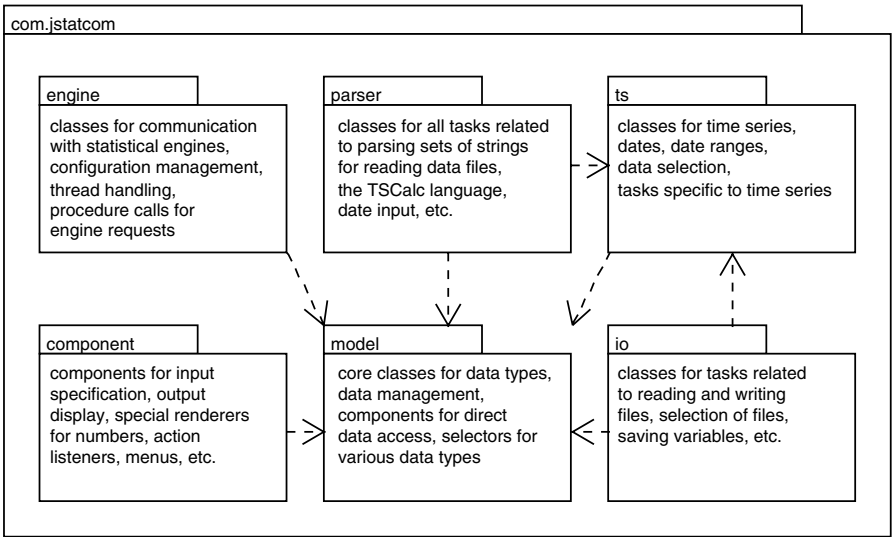 com.jstatcom
engine
classes for communication
with statistical engines,
configuration management,
thread handling,
procedure calls for
engine requests
parser
classes for all tasks related
to parsing sets of strings
for reading data files,
the TSCalc language,
date input, etc.
ts
classes for time series,
dates, date ranges,
data selection,
tasks specific to time series
component
components for input
specification, output
display, special renderers
for numbers, action
listeners, menus, etc.
model
core classes for data types,
data management,
components for direct
data access, selectors for
various data types
io
classes for tasks related
to reading and writing
files, selection of files,
saving variables, etc.